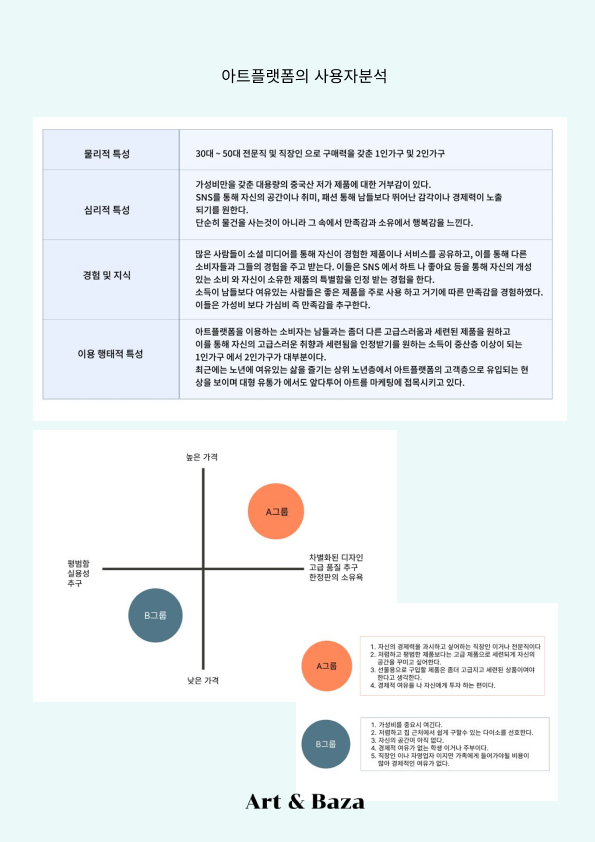 아트플랫폼의 사용자분석
물리적 특성
30대 ~ 50대 전문직 및 직장인 으로 구매력을 갖춘 1인가구 및 2인가구
심리적 특성
가성비만을 갖춘 대용량의 중국산 저가 제품에 대한 거부감이 있다.
SNS를 통해 자신의 공간이나 취미, 패션 통해 남들보다 뛰어난 감각이나 경제력이 노출
되기를 원한다.
단순히 물건을 사는것이 아니라 그 속에서 만족감과 소유에서 행복감을 느낀다.
경험 및 지식
많은 사람들이 소셜 미디어를 통해 자신이 경험한 제품이나 서비스를 공유하고, 이를 통해 다른
소비자들과 그들의 경험을 주고 받는다. 이들은 SNS 에서 하트 나 좋아요 등을 통해 자신의 개성
있는 소비 와 자신이 소유한 제품의 특별함을 인정 받는 경험을 한다.
소득이 남들보다 여유있는 사람들은 좋은 제품을 주로 사용 하고 거기에 따른 만족감을 경험하였다.
이들은 가성비 보다 가심비 즉 만족감을 추구한다.
이용 행태적 특성
아트플랫폼을 이용하는 소비자는 남들과는 좀더 다른 고급스러움과 세련된 제품을 원하고
이를 통해 자신의 고급스러운 취향과 세련됨을 인정받기를 원하는 소득이 중산층 이상이 되는
1인가구 에서 2인가구가 대부분이다.
최근에는 노년에 여유있는 삶을 즐기는 상위 노년층에서 아트플랫폼의 고객층으로 유입되는 현
상을 보이며 대형 유통가 에서도 앞다투어 아트를 마케팅에 접목시키고 있다.
높은 가격
A그룹
평범함
실용성
추구
차별화된 디자인
고급 품질 추구
한정판의 소유욕
B그룹
낮은 가격
A그룹
1. 자신의 경제력을 과시하고 싶어하는 직장인 이거나 전문직이다
2. 저렴하고 평범한 제품보다는 고급 제품으로 세련되게 자신의
공간을 꾸미고 싶어한다.
3. 선물용으로 구입할 제품은 좀더 고급지고 세련된 상품이여야
한다고 생각한다.
4. 경제적 여유을 나 자신에게 투자 하는 편이다.
B그룹
1. 가성비를 중요시 여긴다.
2. 저렴하고 집 근처에서 쉽게 구할수 있는 다이소를 선호한다.
3. 자신의 공간이 아직 없다.
4. 경제적 여유가 없는 학생 이거나 주부이다.
5. 직장인 이나 자영업자 이지만 가족에게 들어가야될 비용이
많아 경제적인 여유가 없다.
Art & Baza